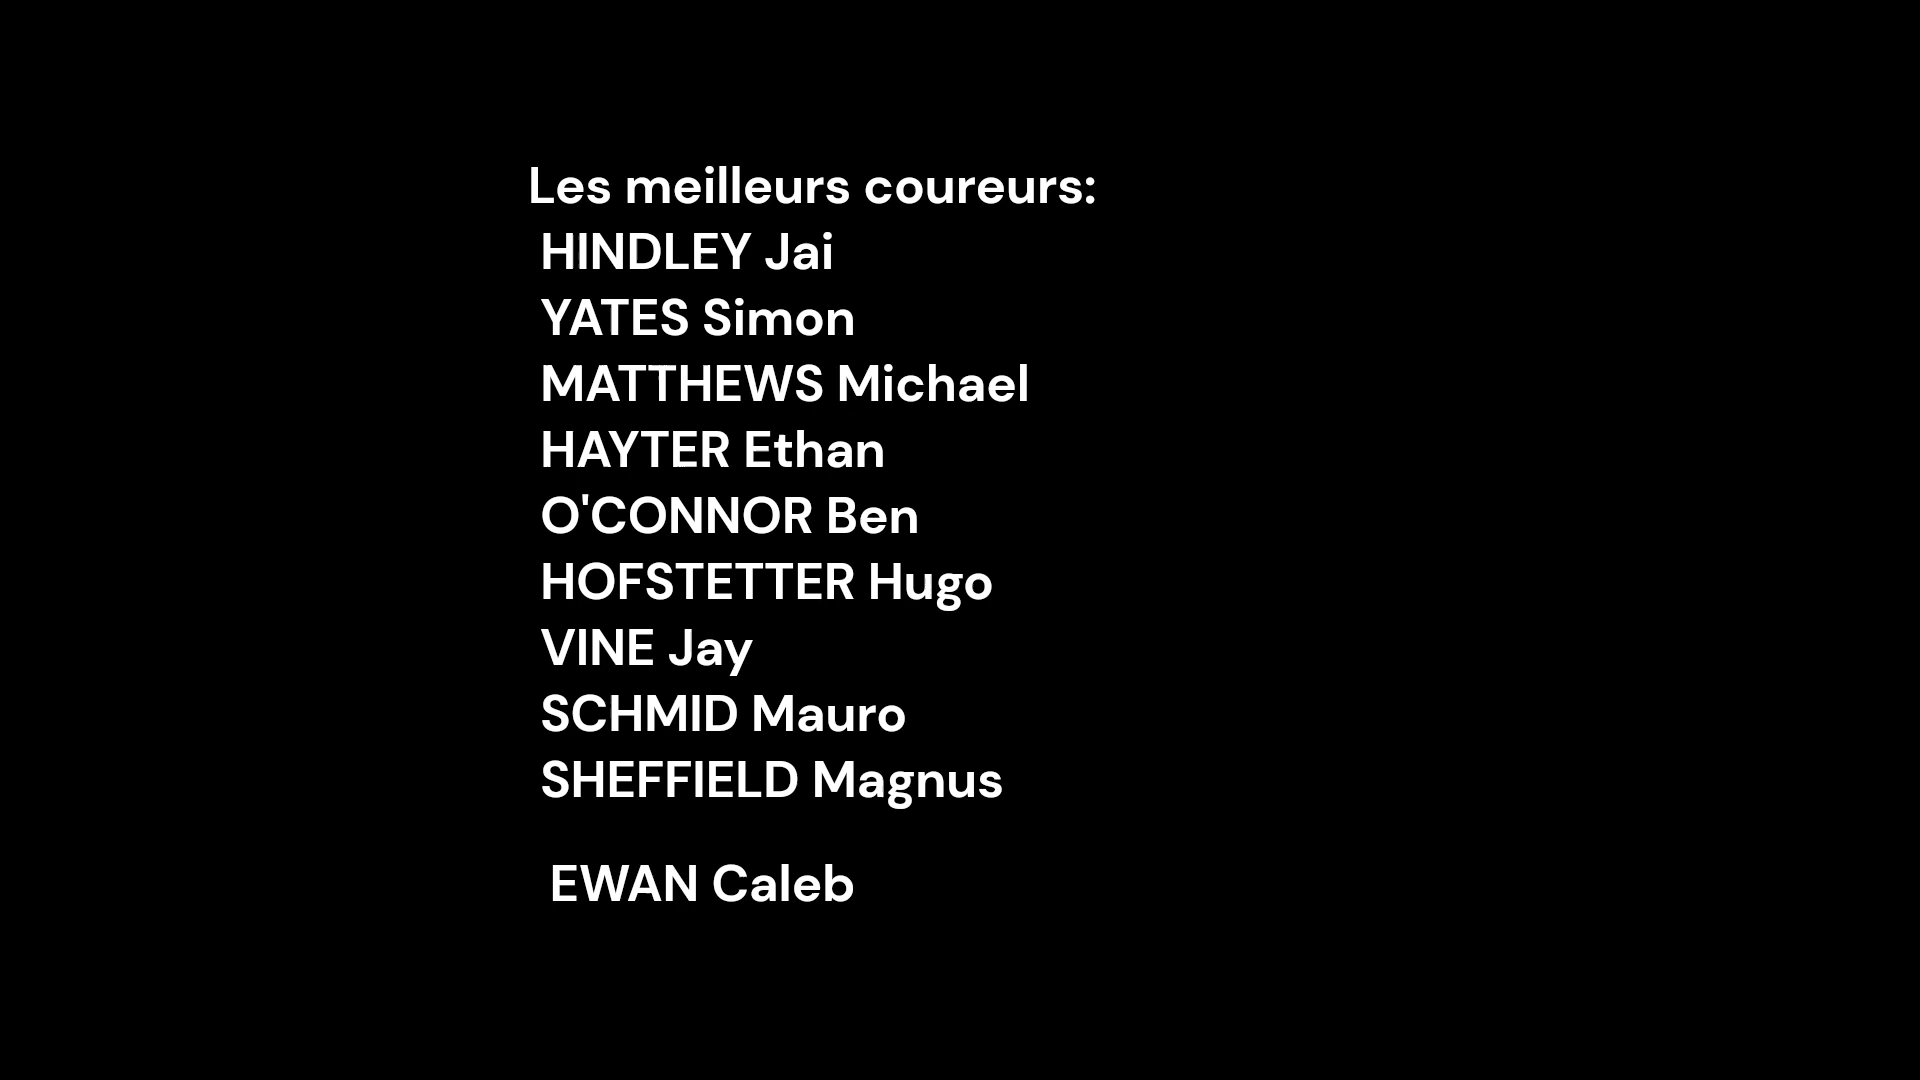 Les meilleurs coureurs:
HINDLEY Jai
YATES Simon
MATTHEWS Michael
HAYTER Ethan
O'CONNOR Ben
HOFSTETTER Hugo
VINE Jay
SCHMID Mauro
SHEFFIELD Magnus
EWAN Caleb